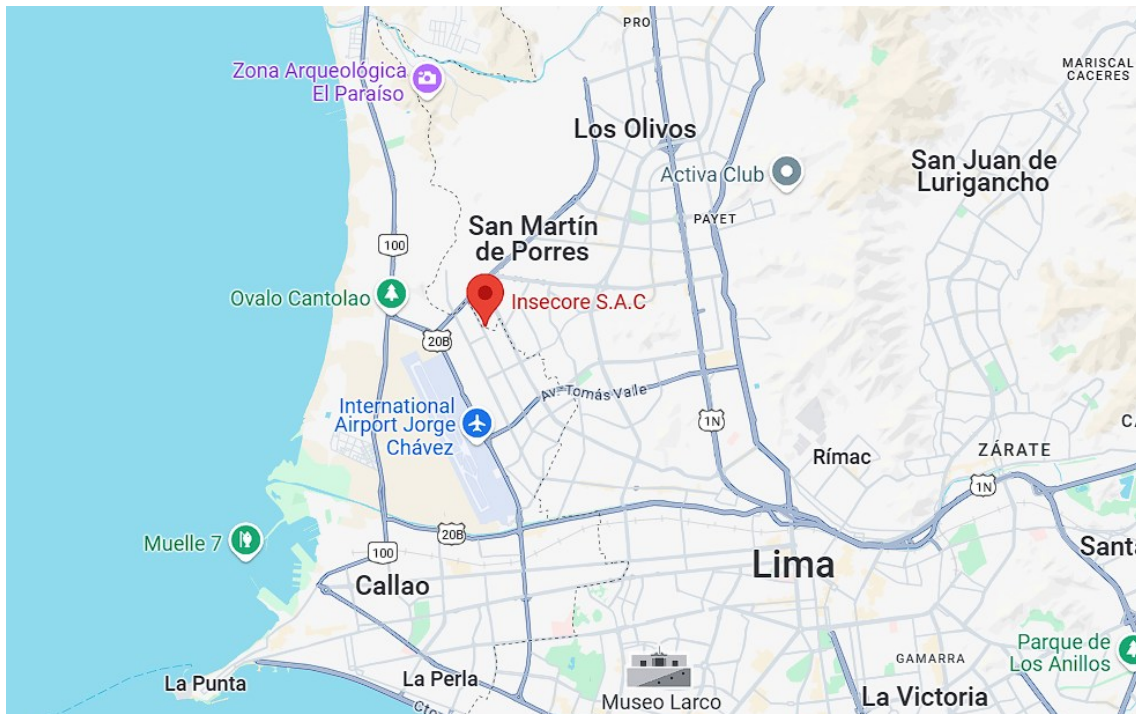 PRO
Zona Arqueológica
El Paraíso
MARISCAL
CACERES
Los Olivos
San Juan de
Lurigancho
Activa Club
PAYET
San Martín
de Porres
100
Ovalo Cantolao
Insecore S.A.C
20B
Av. Tomás Valle
International
Airport Jorge
Chávez
1N
Rímac
ZÁRATE
1N
Muelle 7
20B
100
Callao
Lima
Santa
Parque de
Los Anillos
GAMARRA
La Punta
La Perla
Museo Larco
La Victoria